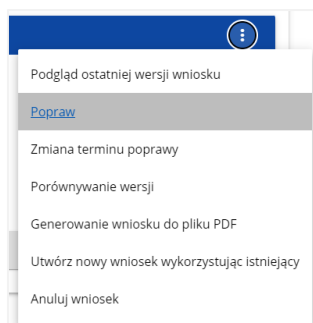 Podgląd ostatniej wersji wniosku
Popraw
Zmiana terminu poprawy
Porównywanie wersji
Generowanie wniosku do pliku PDF
Utwórz nowy wniosek wykorzystując istniejący
Anuluj wniosek